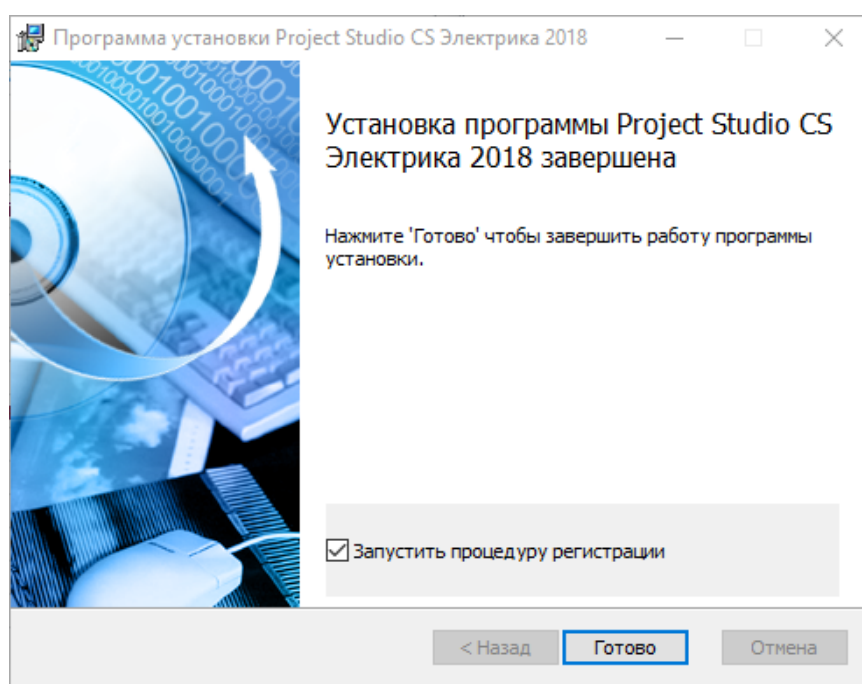 Программа установки Project Studio CS Электрика 2018
Установка программы Project Studio CS
Электрика 2018 завершена
Нажмите 'Готово' чтобы завершить работу программы
установки.
Запустить процедуру регистрации
< Назад
Готово
Отмена